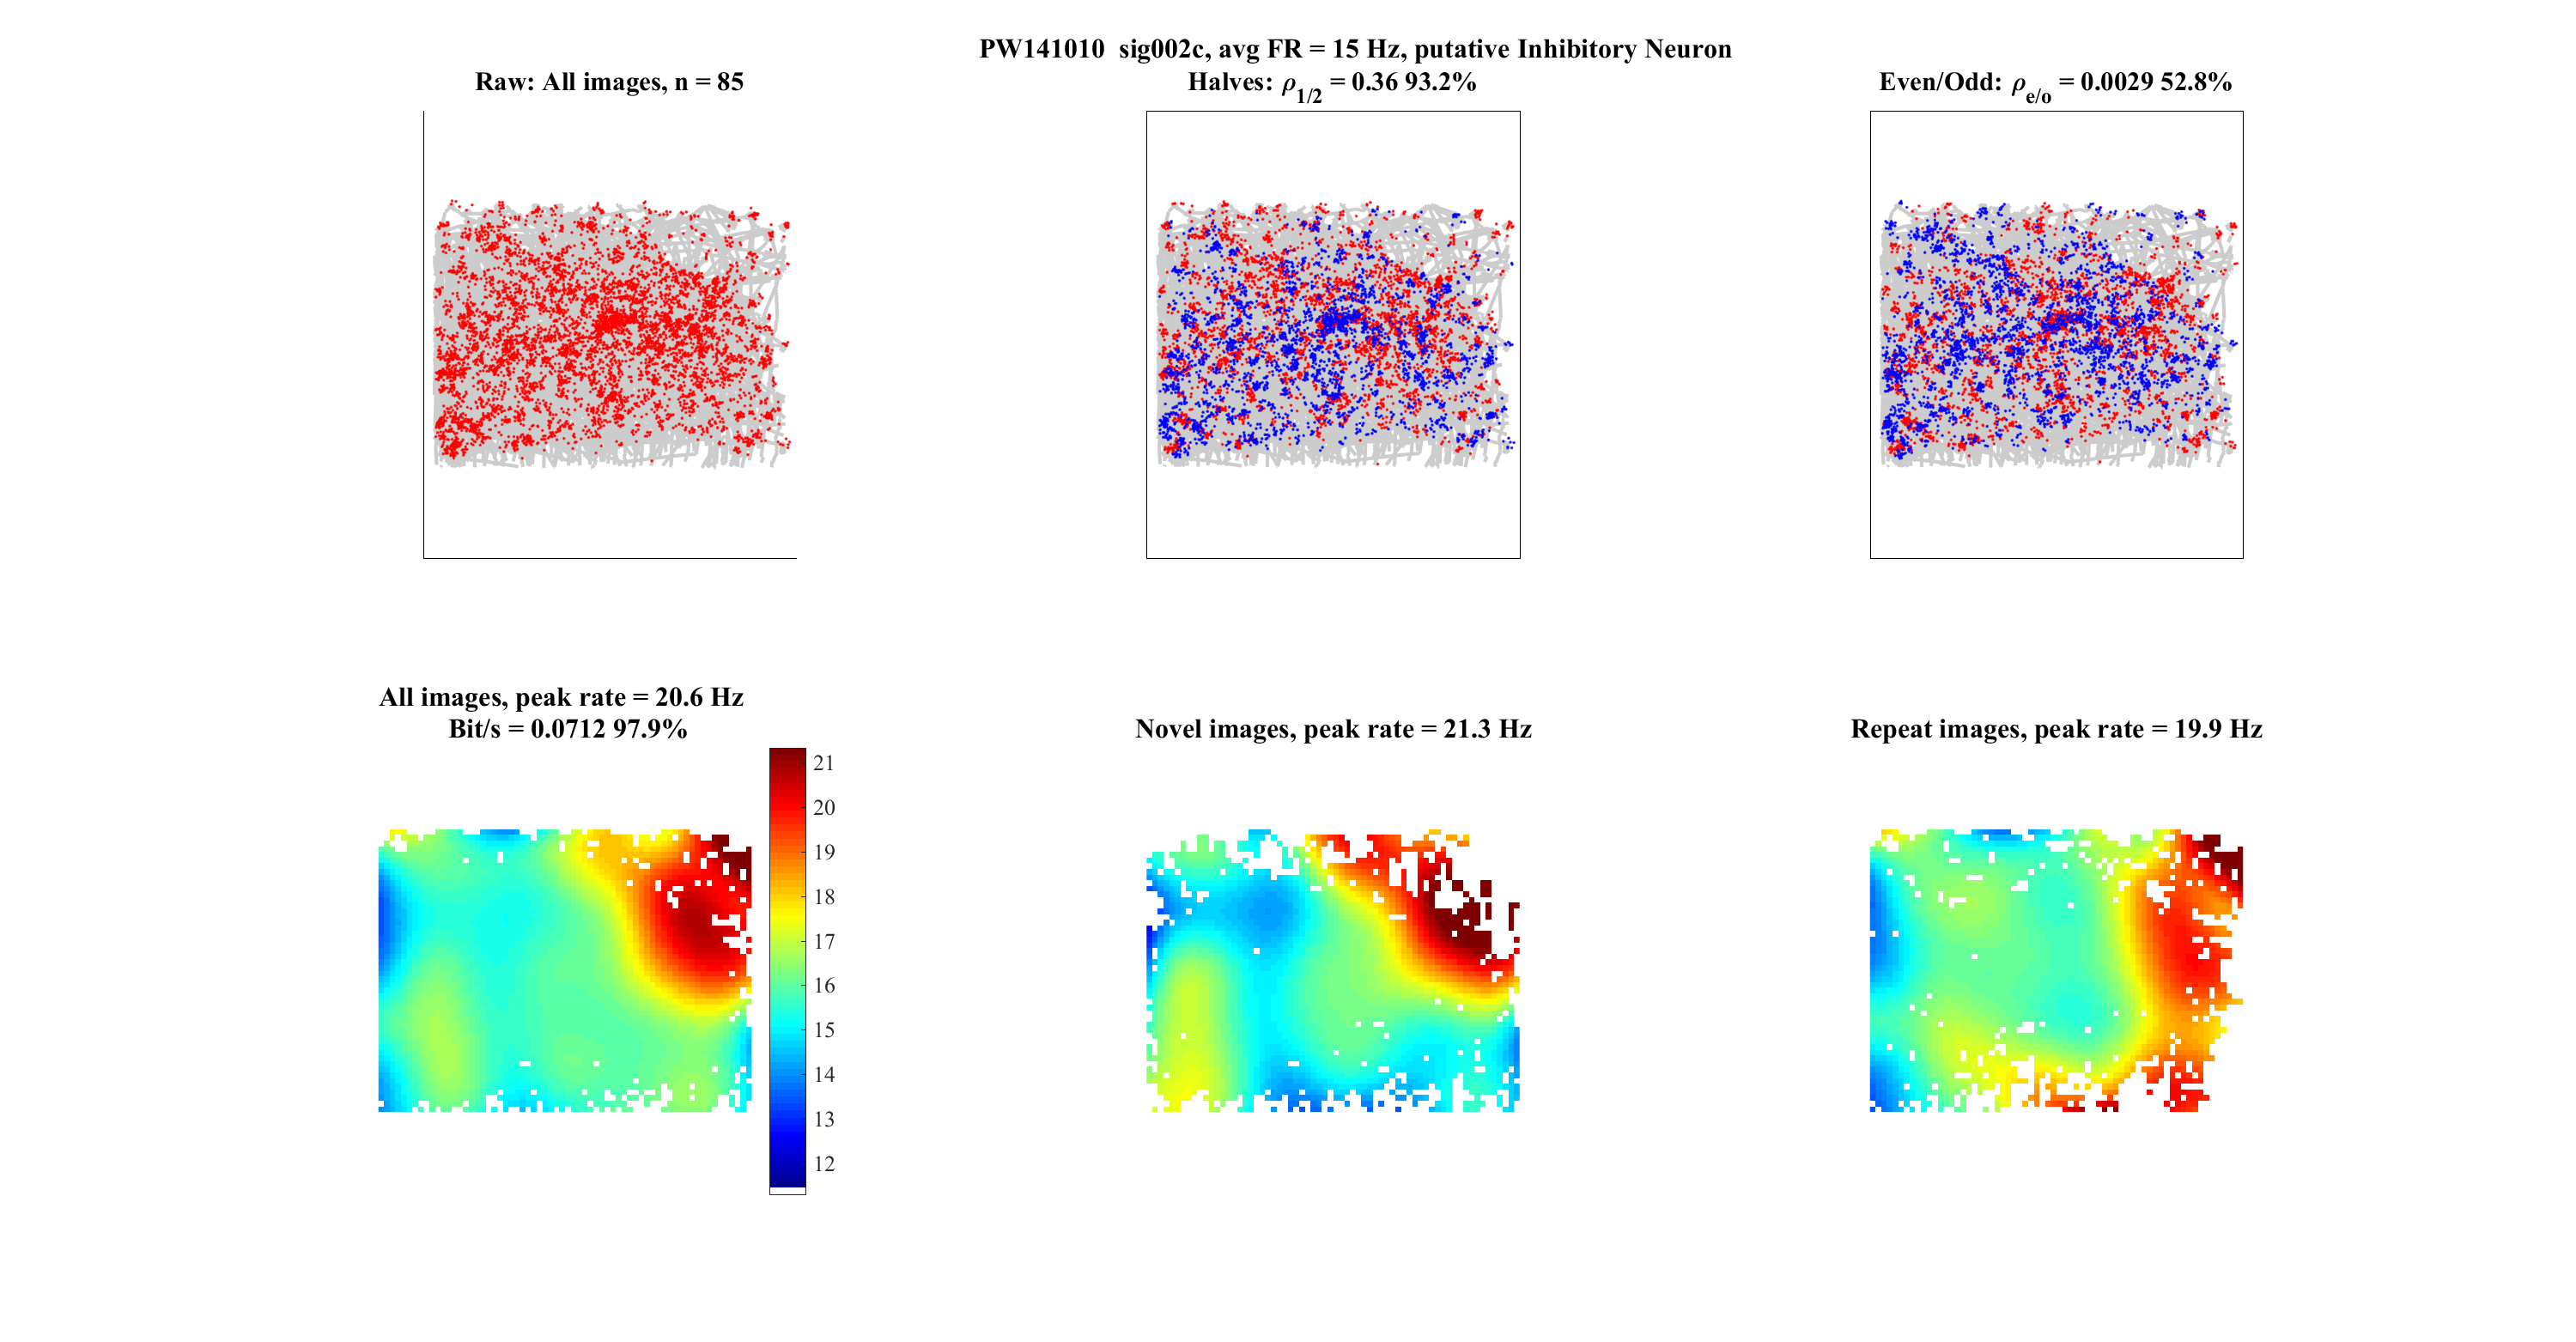 PW141010 sig002c, avg FR = 15 Hz, putative Inhibitory Neuron
Raw: All images, n = 85
Halves: ρ1/2 = 0.36 93.2%
Even/Odd: ρe/o = 0.0029 52.8%
All images, peak rate = 20.6 Hz
Bit/s = 0.0712 97.9%
Novel images, peak rate = 21.3 Hz
Repeat images, peak rate = 19.9 Hz
21
20
19
18
17
16
15
14
13
12